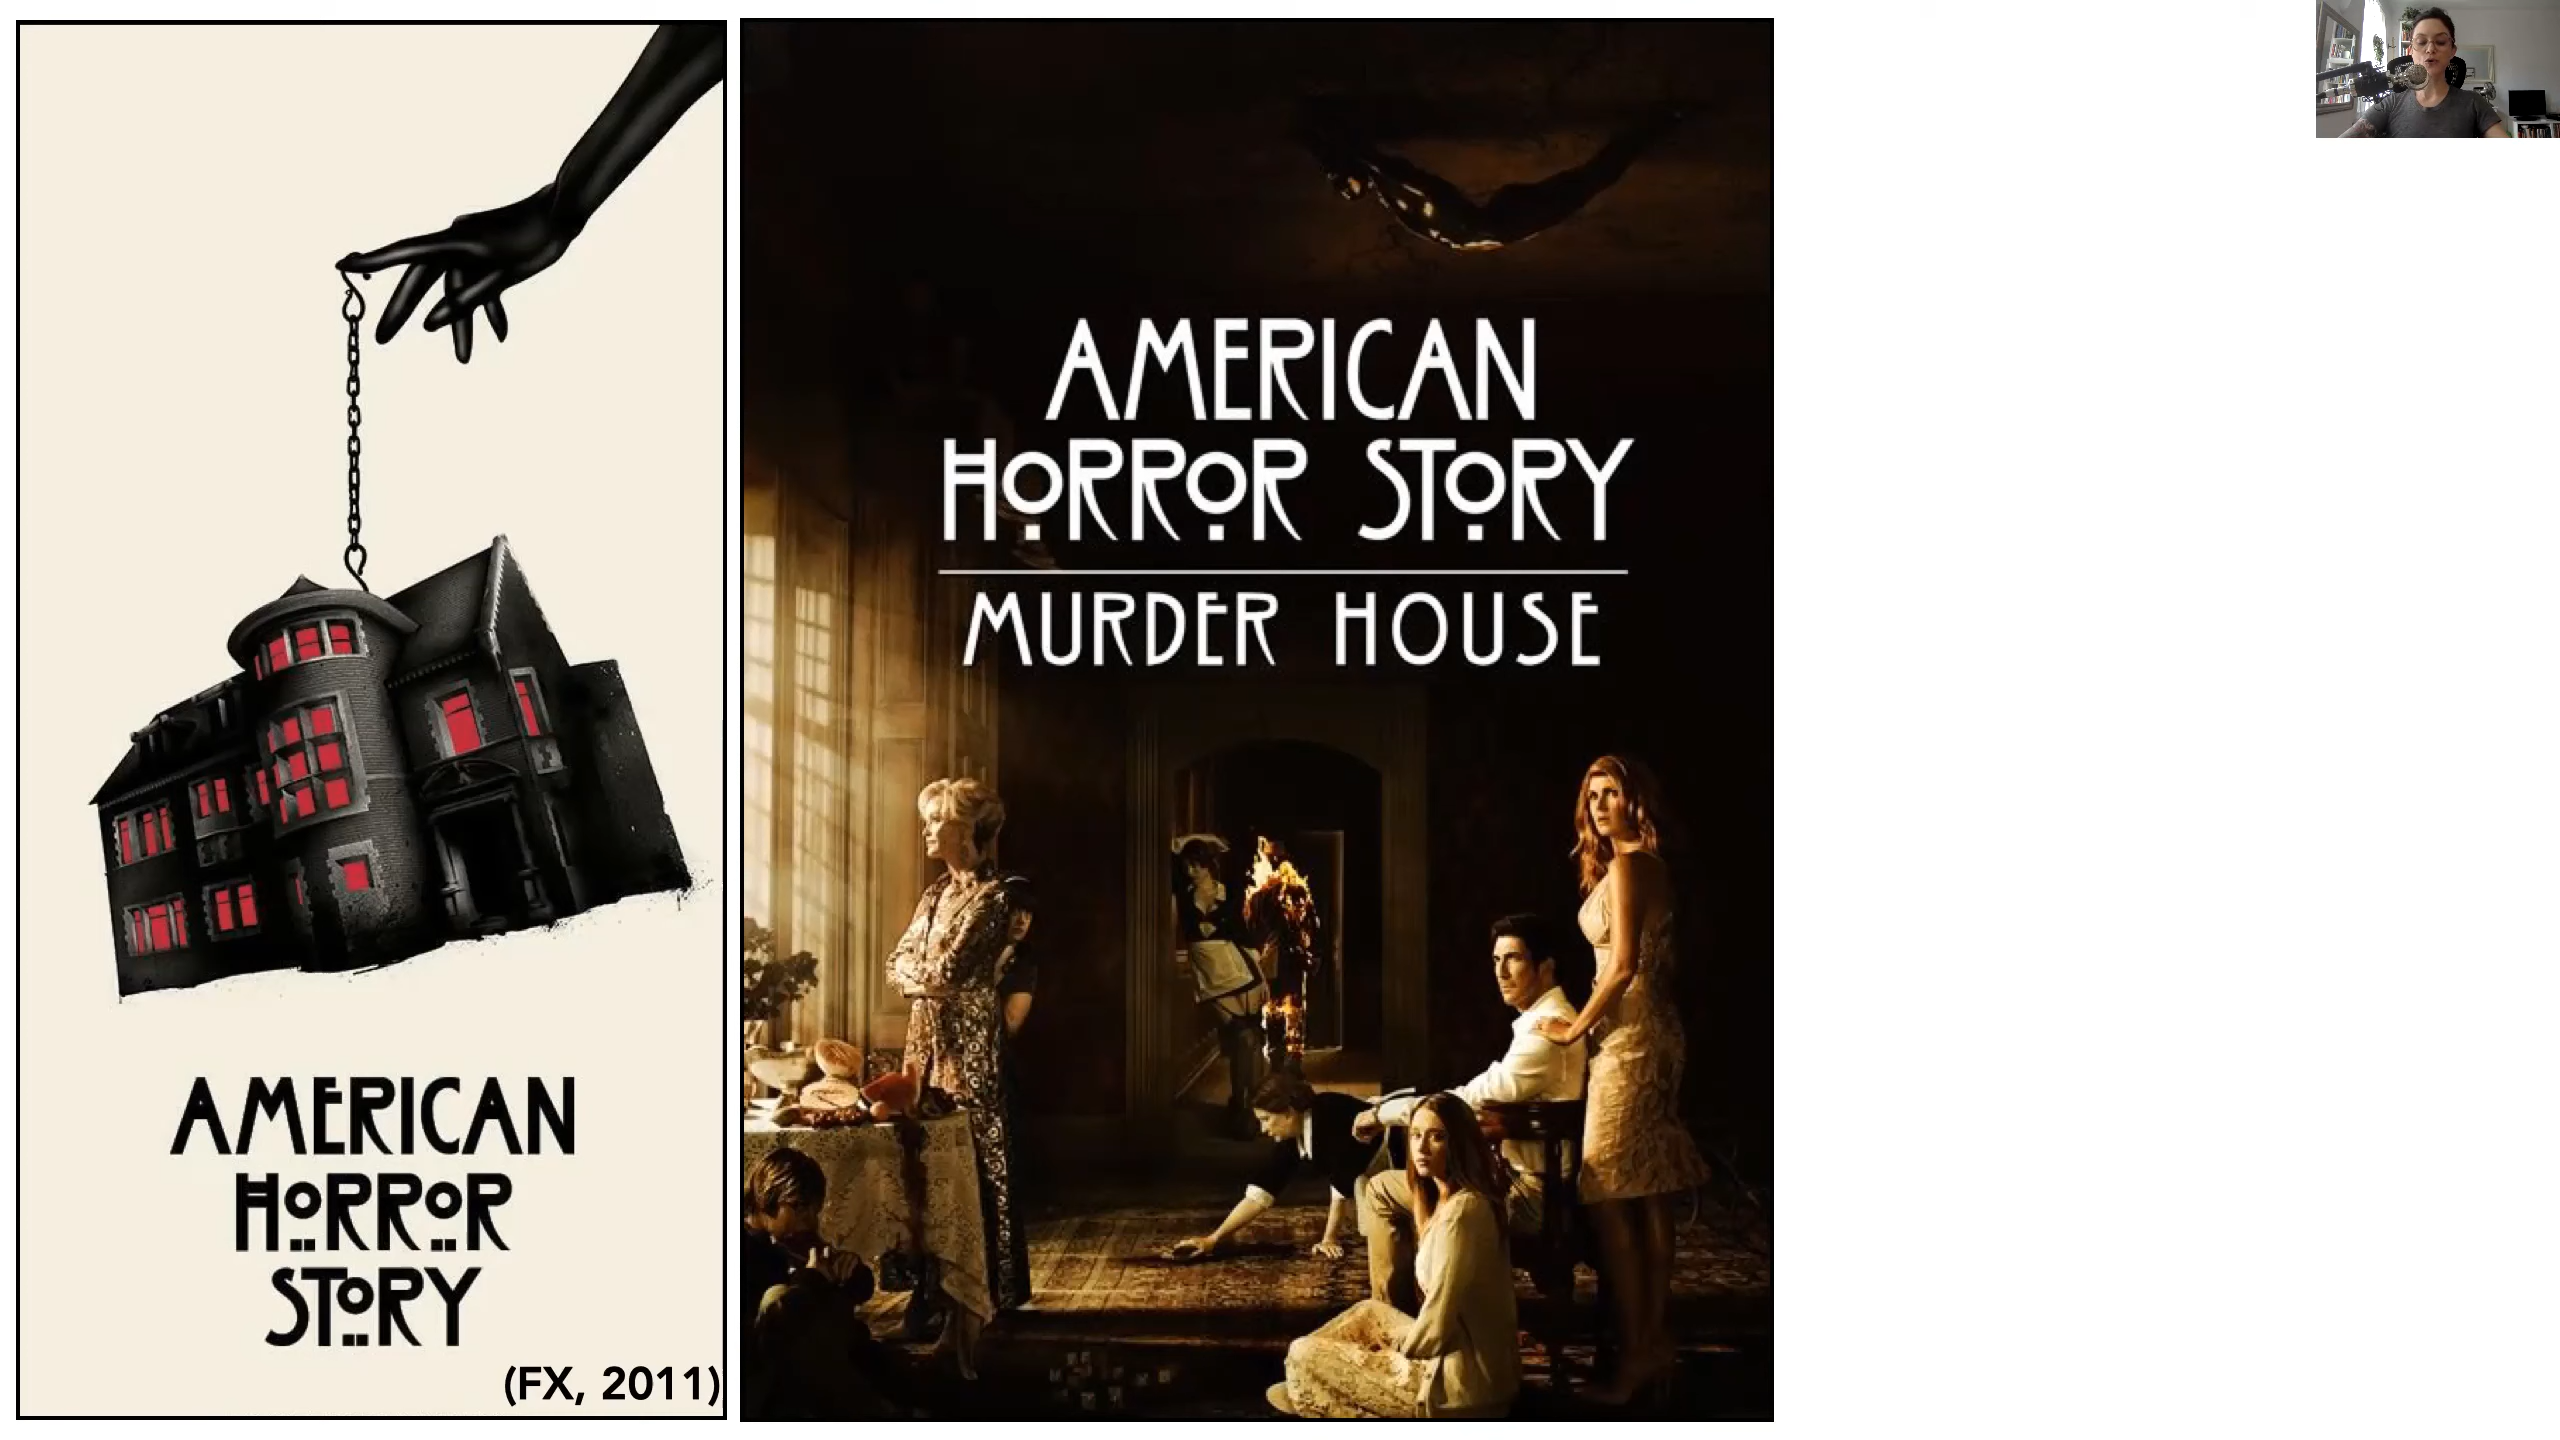 AMERICAN
HORROR
STORY
(FX, 2011)
AMERICAN
HORROR STORY
MURDER HOUSE